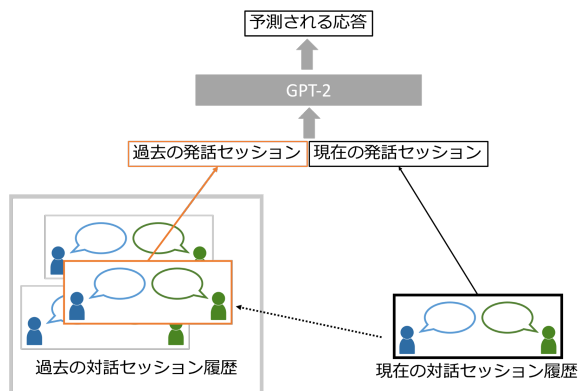 予測される応答
GPT-2
過去の発話セッション
現在の発話セッション
過去の対話セッション履歴
現在の対話セッション履歴